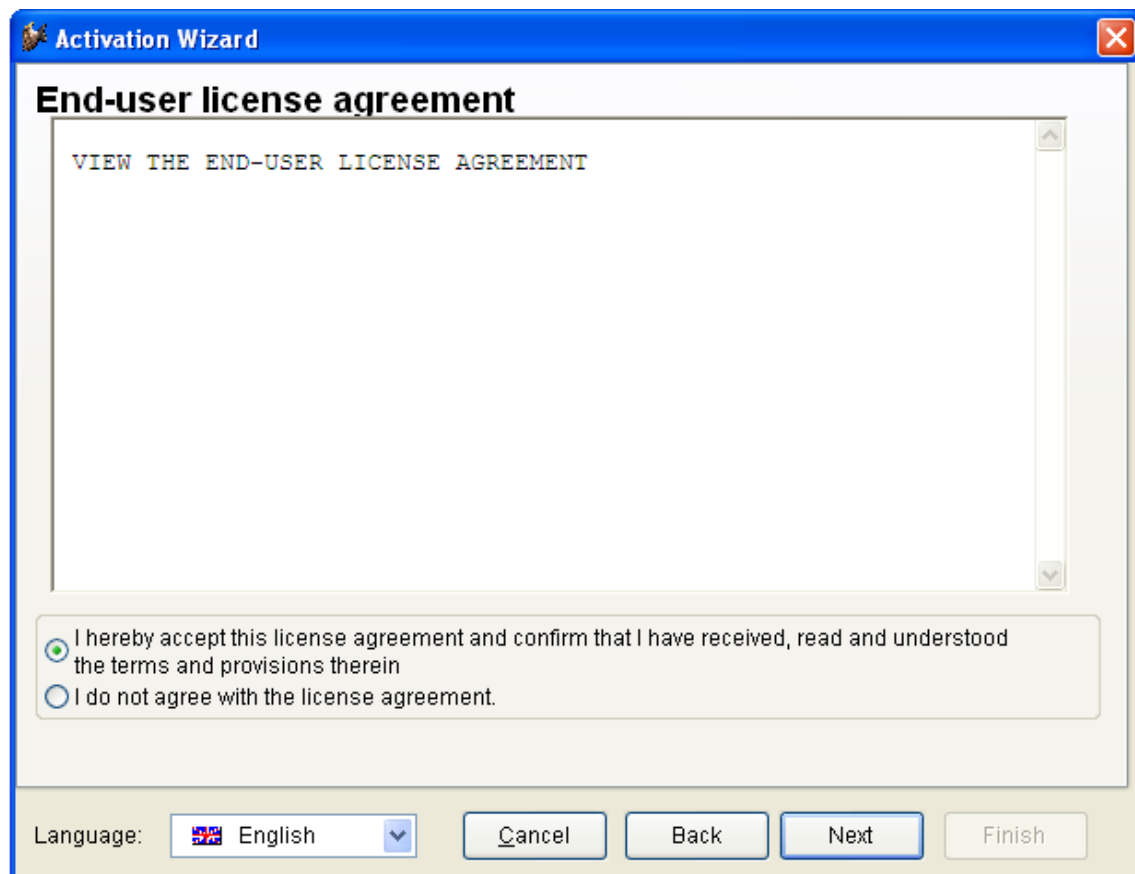 Activation Wizard
End-user license agreement
VIEW THE END-USER LICENSE AGREEMENT
I hereby accept this license agreement and confirm that I have received, read and understood
the terms and provisions therein
I do not agree with the license agreement.
Language: English Cancel Back Next Finish